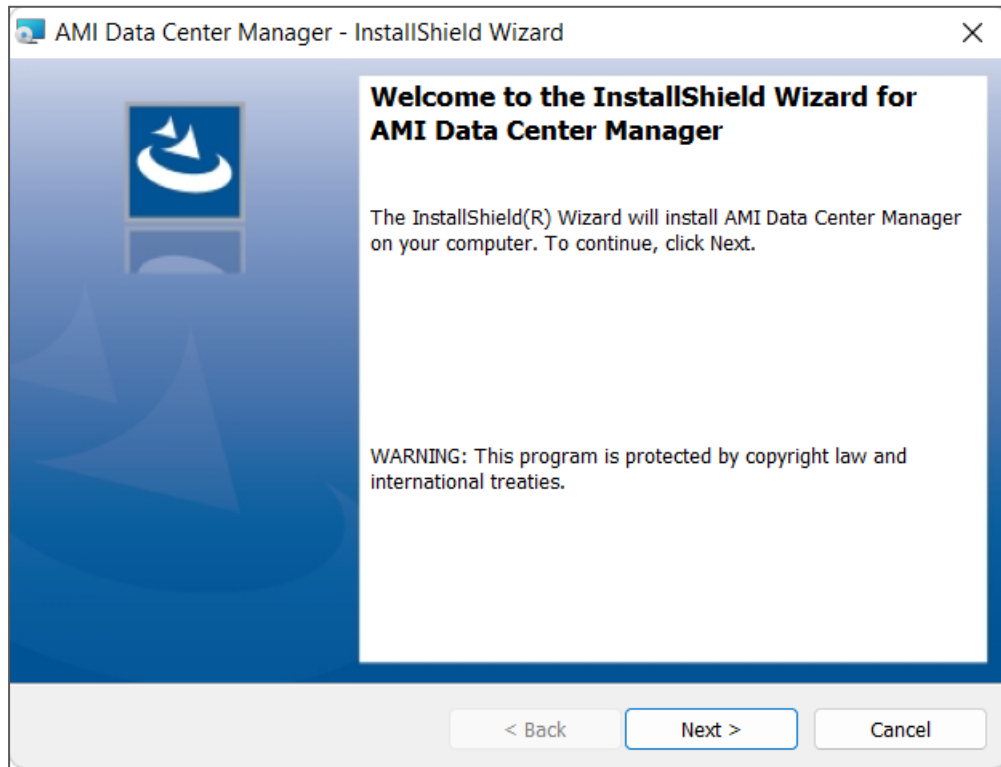 AMI Data Center Manager - InstallShield Wizard
Welcome to the InstallShield Wizard for
AMI Data Center Manager
The InstallShield(R) Wizard will install AMI Data Center Manager
on your computer. To continue, click Next.
WARNING: This program is protected by copyright law and
international treaties.
< Back
Next >
Cancel